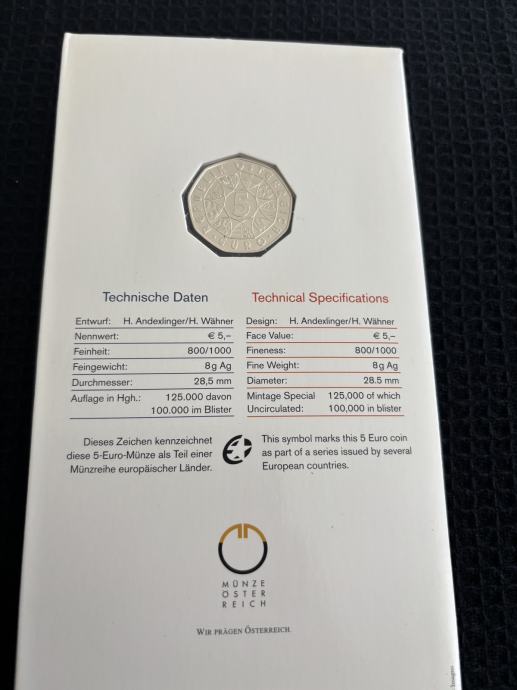 REPUBLIK ÖSTERREICH
5
EURO
Technische Daten
Entwurf: H. Andexlinger/H. Wähner
Nennwert: € 5,–
Feinheit: 800/1000
Feingewicht: 8g Ag
Durchmesser: 28,5 mm
Auflage in Hgh.: 125.000 davon
100.000 im Blister
Technical Specifications
Design: H. Andexlinger/H. Wähner
Face Value: € 5,–
Fineness: 800/1000
Fine Weight: 8g Ag
Diameter: 28.5 mm
Mintage Special 125,000 of which
Uncirculated: 100,000 in blister
Dieses Zeichen kennzeichnet
diese 5-Euro-Münze als Teil einer
Münzreihe europäischer Länder.
This symbol marks this 5 Euro coin
as part of a series issued by several
European countries.
MÜNZE
ÖSTER
REICH
WIR PRÄGEN ÖSTERREICH.